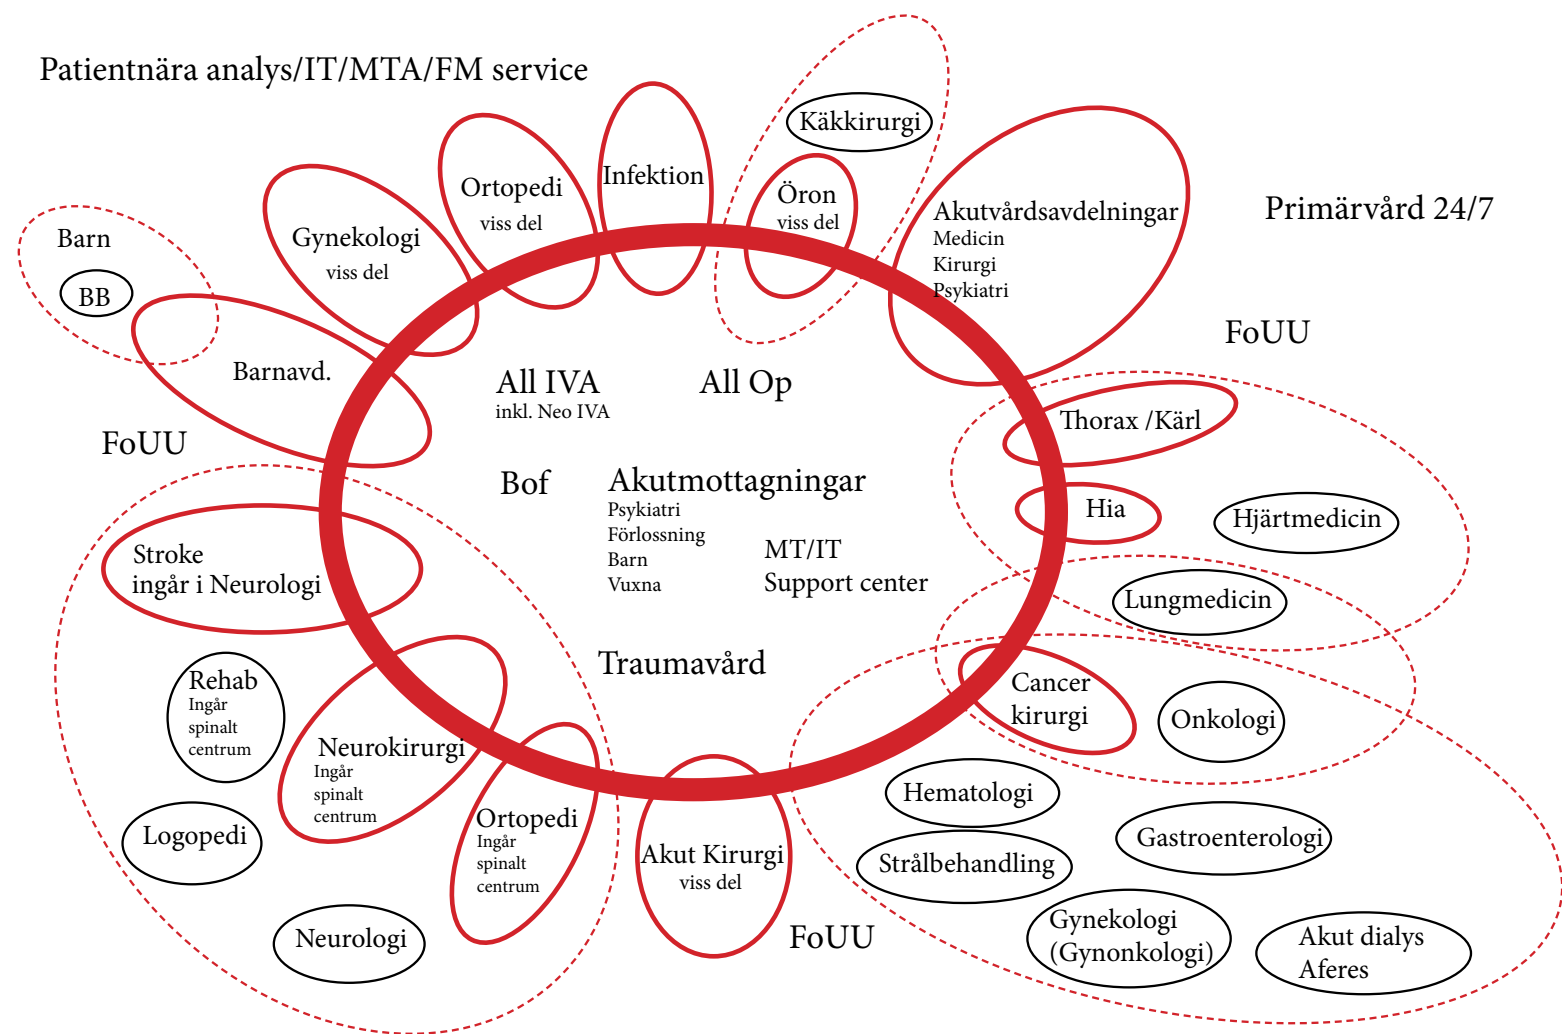 Patientnära analys/IT/MTA/FM service
Käkkirurgi
Infektion
Ortopedi
viss del
Öron
viss del
Akutvårdsavdelningar
Medicin
Kirurgi
Psykiatri
Primärvård 24/7
Gynekologi
viss del
Barn
BB
Barnavd.
FoUU
FoUU
All IVA
inkl. Neo IVA
All Op
Thorax /Kärl
Bof
Akutmottagningar
Psykiatri
Förlossning
Barn
Vuxna
MT/IT
Support center
Hia
Hjärtmedicin
Stroke
ingår i Neurologi
Lungmedicin
Traumavård
Rehab
Ingår
spinalt
centrum
Cancer
kirurgi
Onkologi
Neurokirurgi
Ingår
spinalt
centrum
Hematologi
Logopedi
Ortopedi
Ingår
spinalt
centrum
Akut Kirurgi
viss del
Strålbehandling
Gastroenterologi
Neurologi
FoUU
Gynekologi
(Gynonkologi)
Akut dialys
Aferes